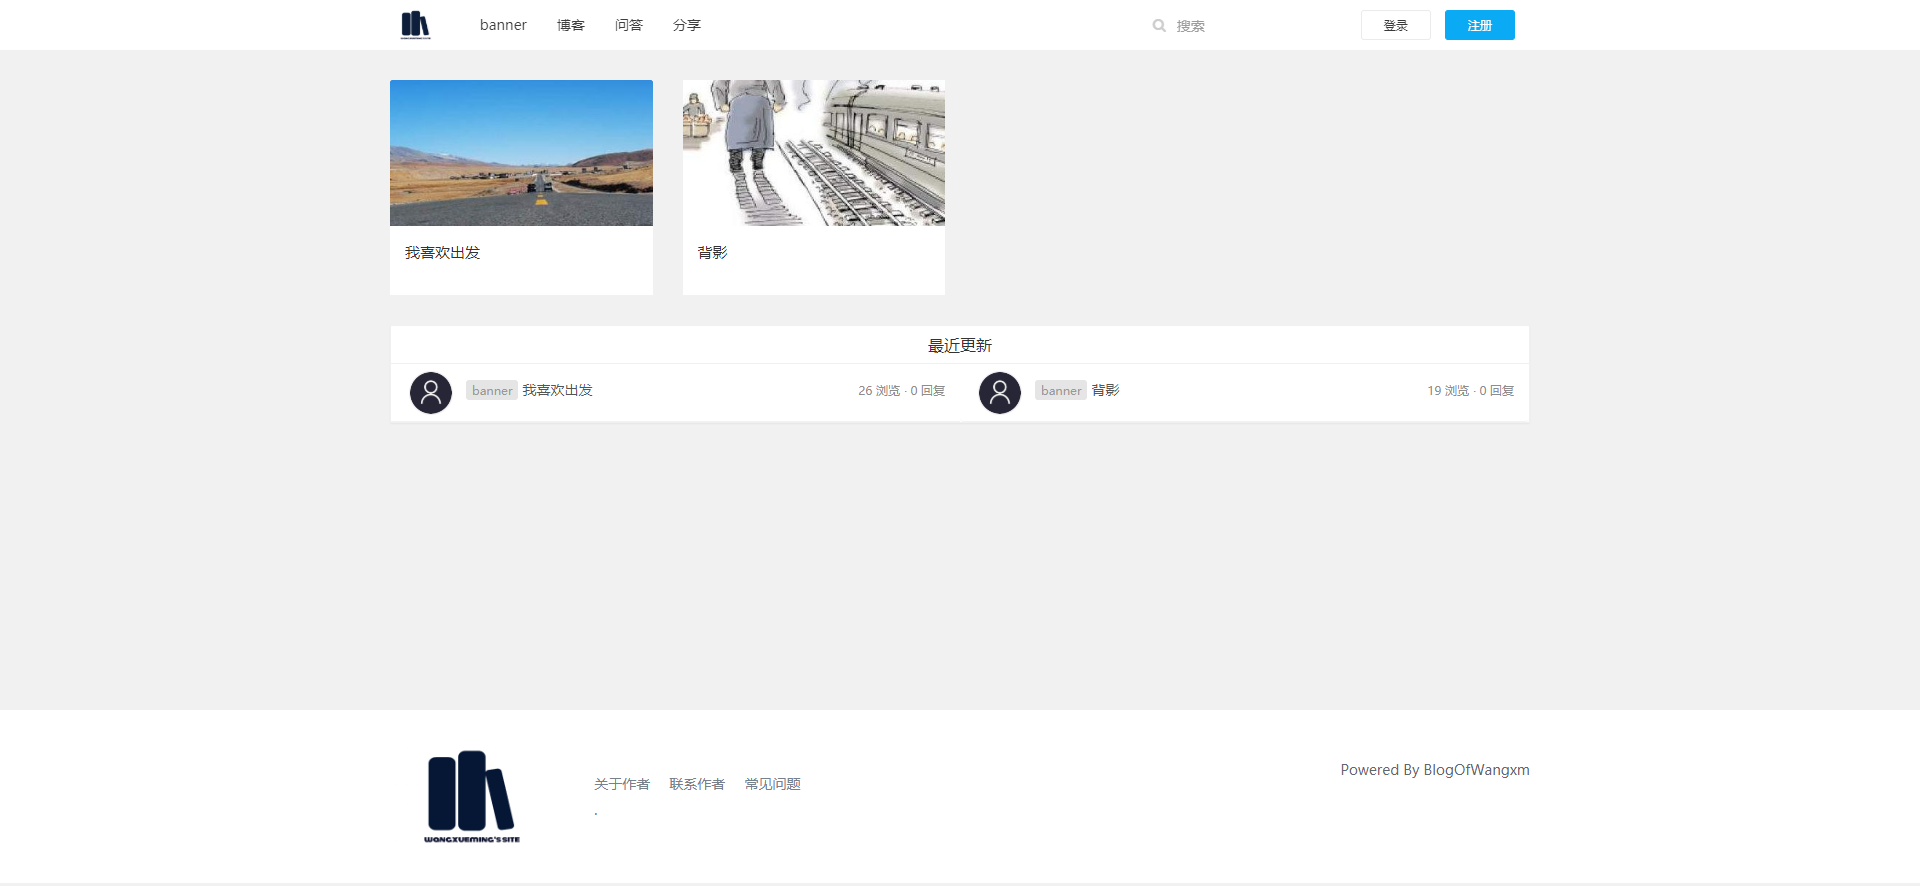 banner 博客 问答 分享 搜索 登录 注册
我喜欢出发 背影
最近更新
banner 我喜欢出发 26 浏览 · 0 回复 banner 背影 19 浏览 · 0 回复
Powered By BlogOfWangxm
关于作者 联系作者 常见问题
.
WONGXUEMING'S SITE